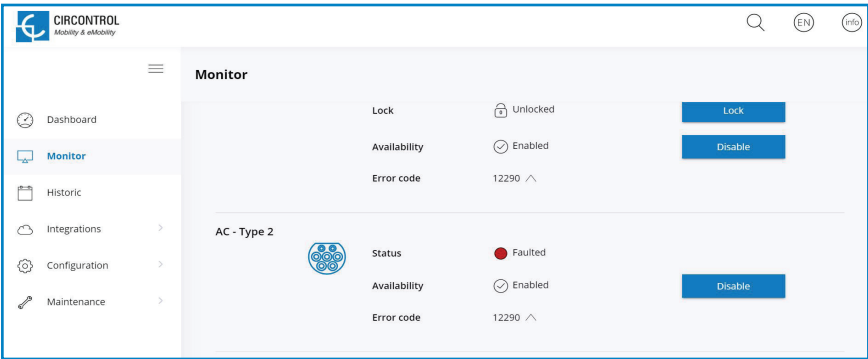 CIRCONTROL
Mobility & eMobility
EN
info
Monitor
Dashboard
Monitor
Historic
Integrations
Configuration
Maintenance
Lock Unlocked Lock
Availability Enabled Disable
Error code 12290
AC - Type 2
Status Faulted
Availability Enabled Disable
Error code 12290